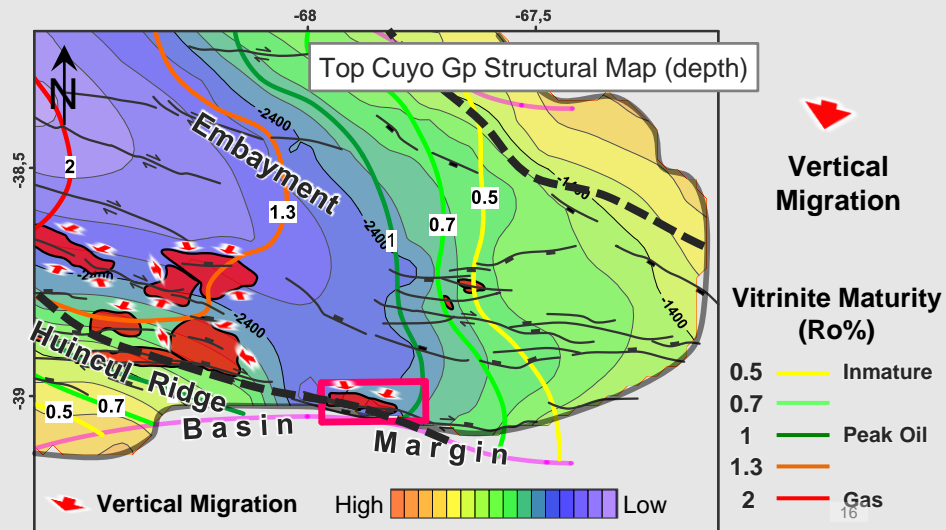 -68
-67,5
Top Cuyo Gp Structural Map (depth)
N
-38,5
-39
Embayment
-2400
-2400
-2400
-1400
-1400
2
1.3
1
0.7
0.5
Huincul Ridge
0.5
0.7
Basin Margin
Vertical Migration
High
Low
Vertical
Migration
Vitrinite Maturity
(Ro%)
0.5 Inmature
0.7
1 Peak Oil
1.3
2 Gas
16